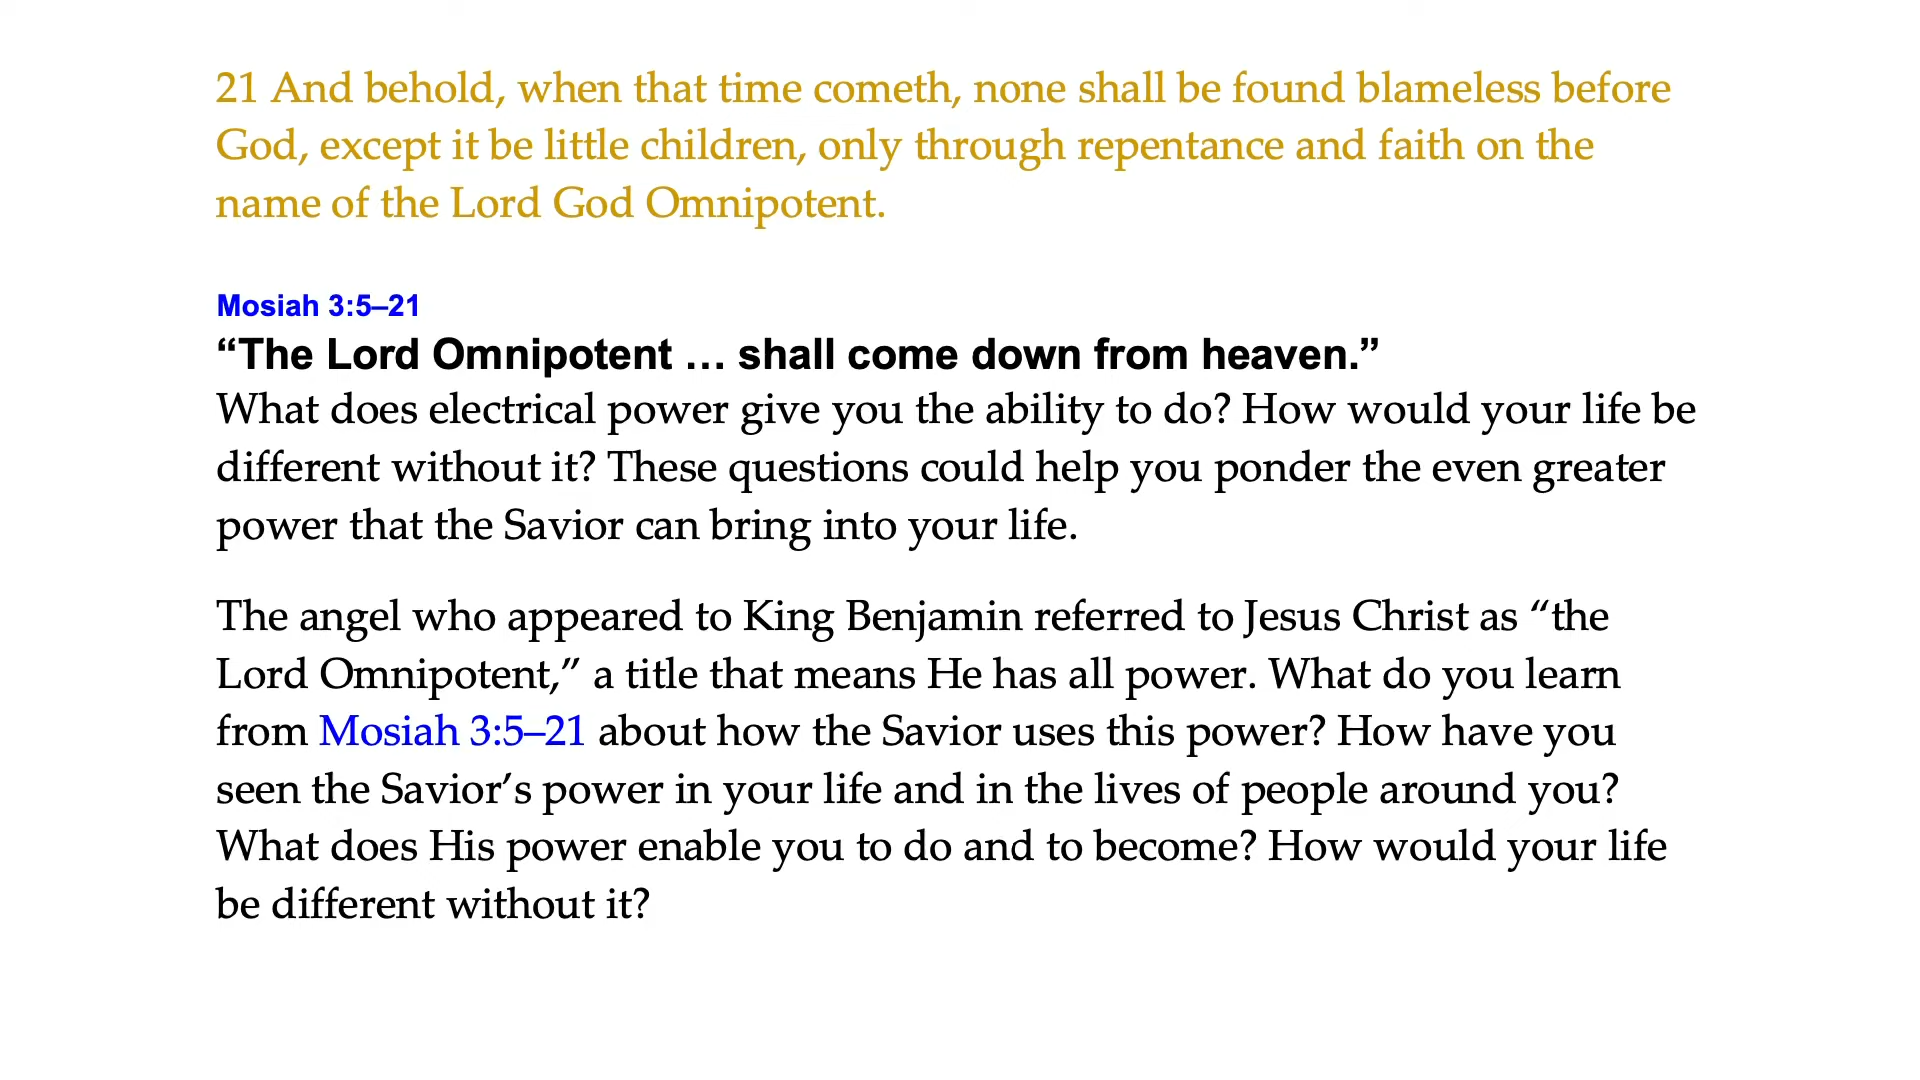 21 And behold, when that time cometh, none shall be found blameless before
God, except it be little children, only through repentance and faith on the
name of the Lord God Omnipotent.
Mosiah 3:5–21
“The Lord Omnipotent … shall come down from heaven.”
What does electrical power give you the ability to do? How would your life be
different without it? These questions could help you ponder the even greater
power that the Savior can bring into your life.
The angel who appeared to King Benjamin referred to Jesus Christ as “the
Lord Omnipotent,” a title that means He has all power. What do you learn
from Mosiah 3:5–21 about how the Savior uses this power? How have you
seen the Savior’s power in your life and in the lives of people around you?
What does His power enable you to do and to become? How would your life
be different without it?